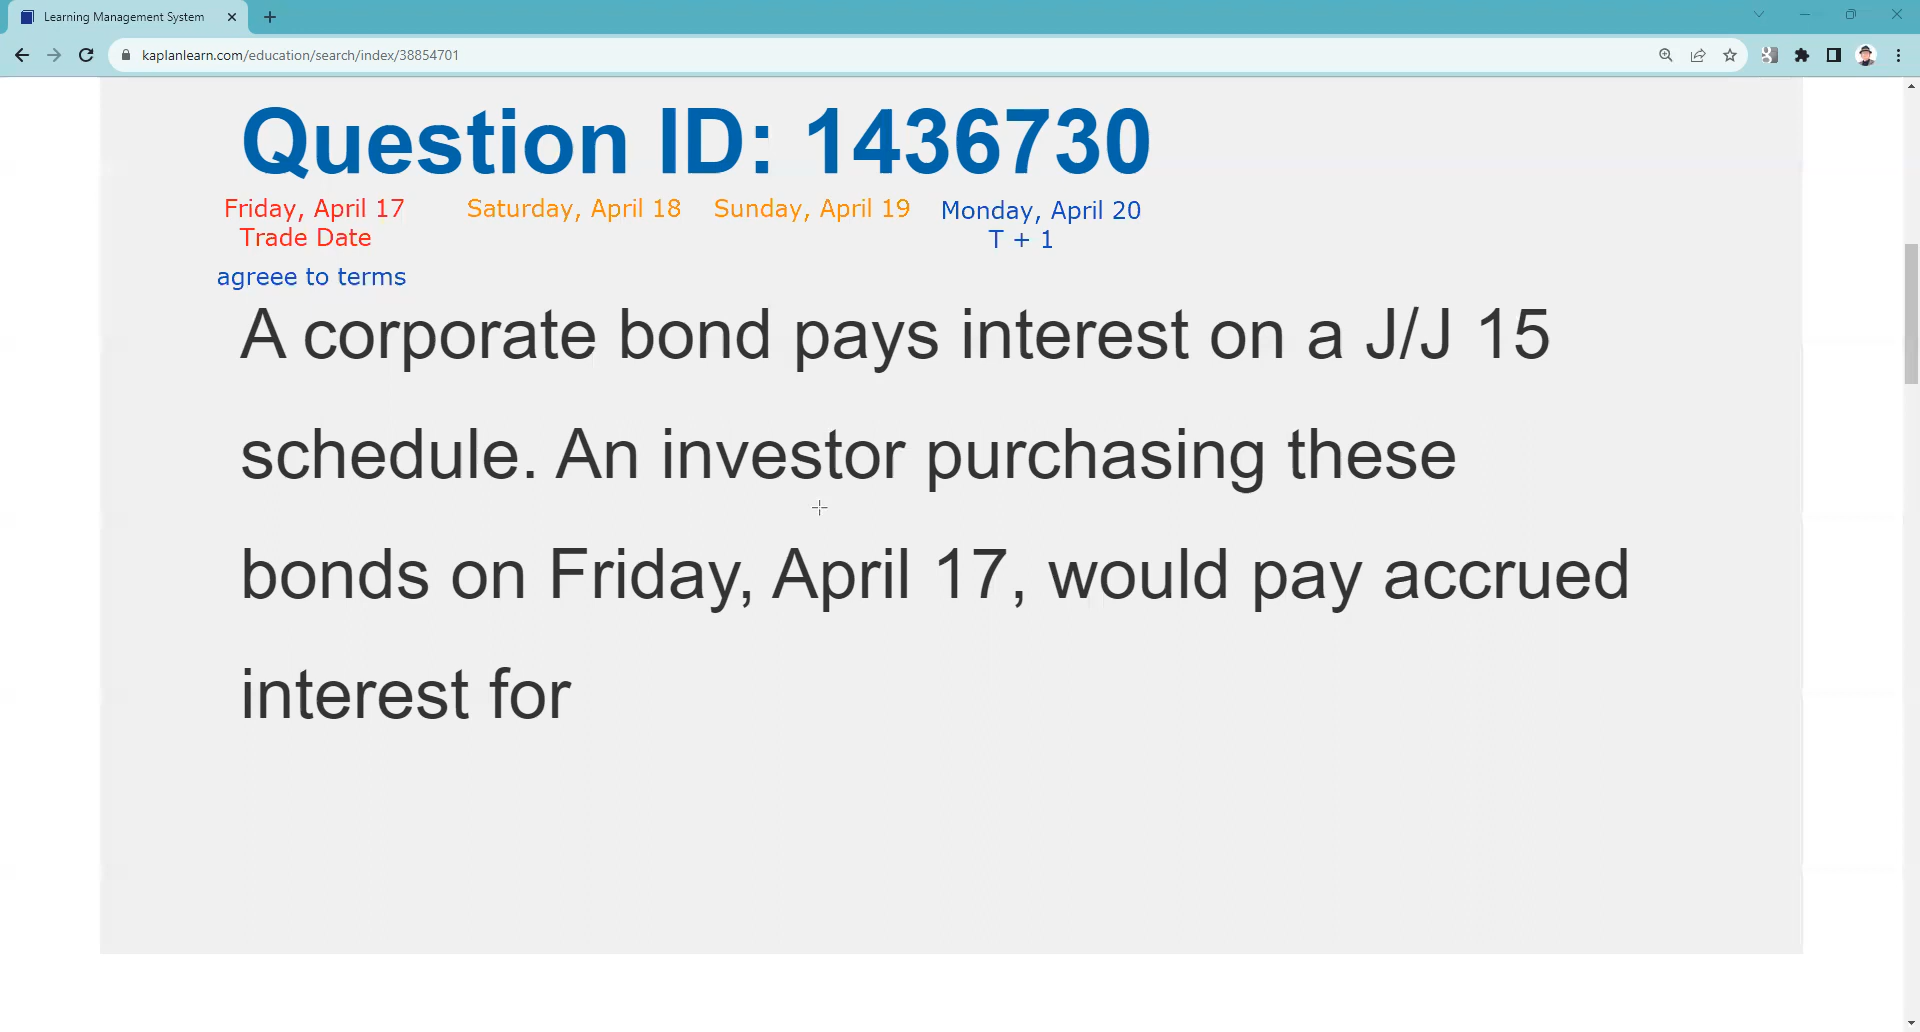 Learning Management System
kaplanlearn.com/education/search/index/38854701
Question ID: 1436730
Friday, April 17 Saturday, April 18 Sunday, April 19 Monday, April 20
Trade Date T + 1
agreee to terms
A corporate bond pays interest on a J/J 15
schedule. An investor purchasing these
bonds on Friday, April 17, would pay accrued
interest for